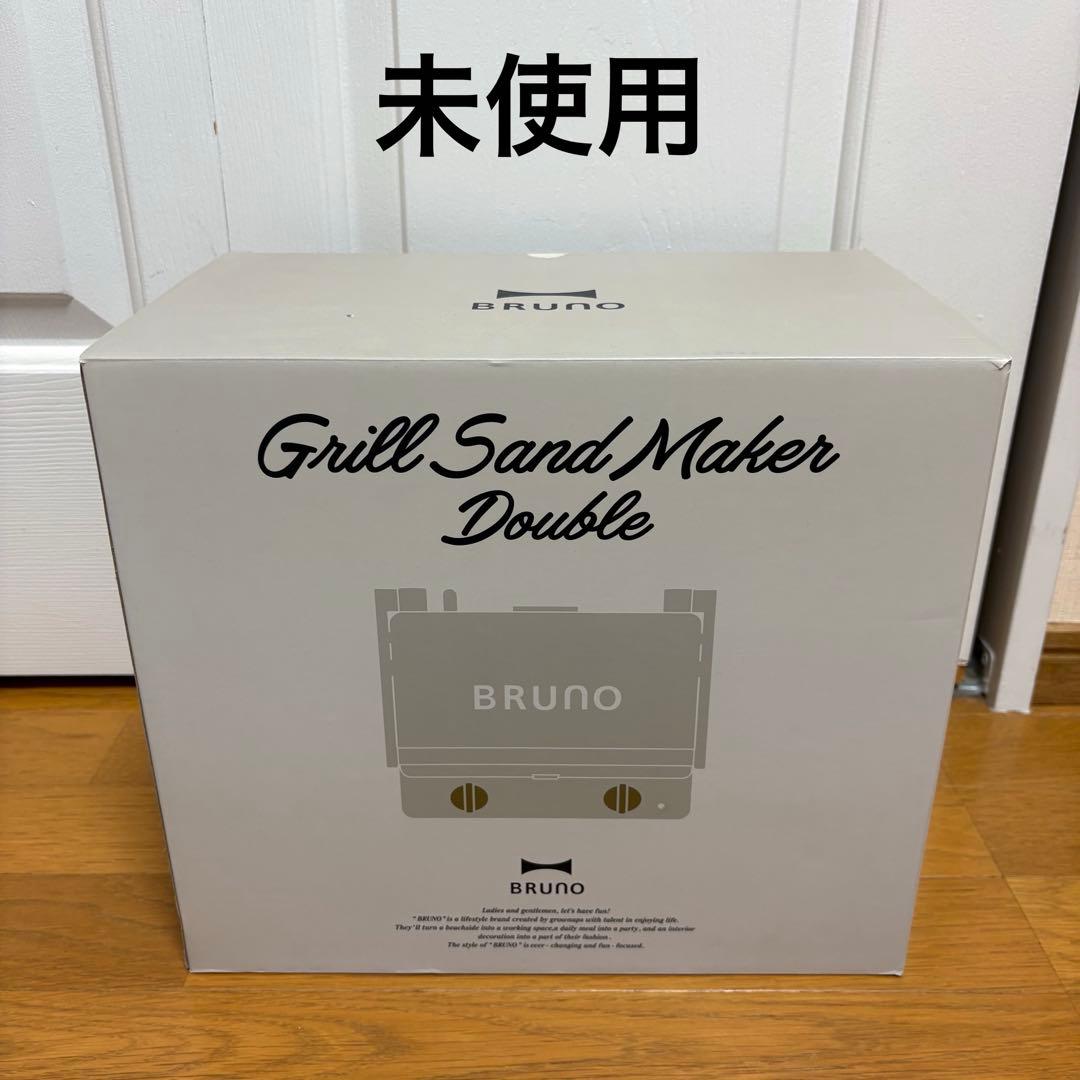 未使用
BRUNO
Grill Sand Maker
Double
BRUNO
BRUNO
Ladies and gentlemen, let's have fun!
"BRUNO" is a lifestyle brand created by grownups with talent in enjoying life.
They'll turn a beachside into a working space,a daily meal into a party, and an interior
decoration into a part of their fashion.
The style of "BRUNO" is ever - changing and fun - focused.